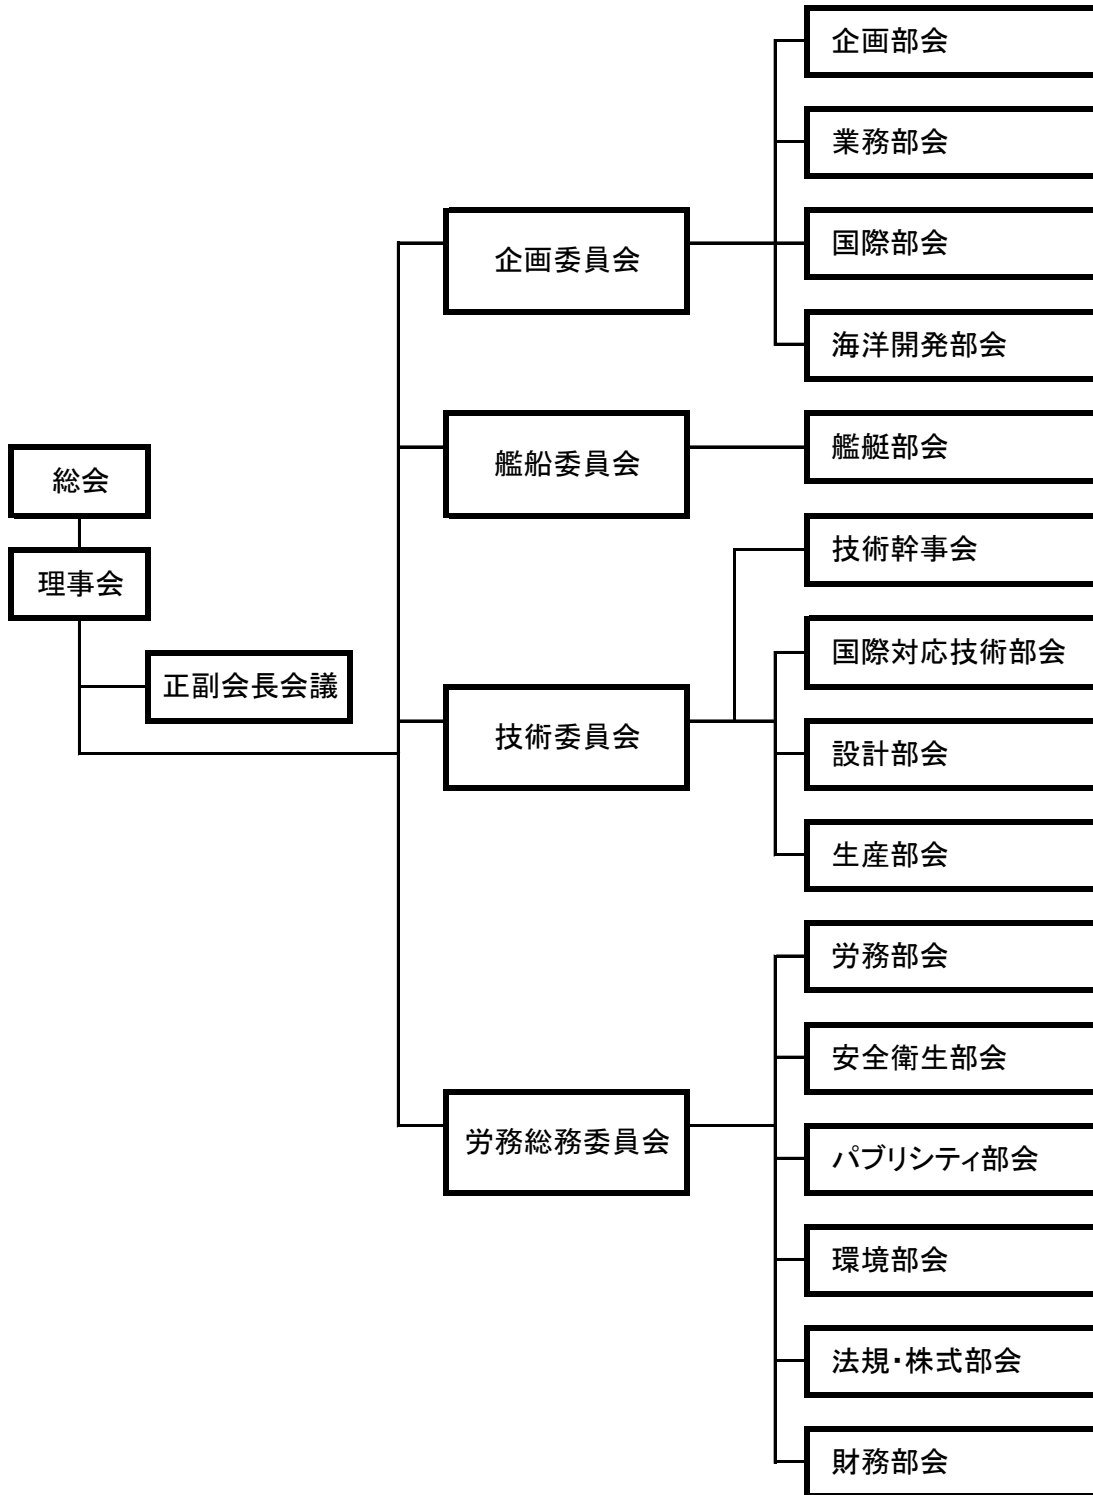 総会
理事会
正副会長会議
企画委員会
企画部会
業務部会
国際部会
海洋開発部会
艦船委員会
艦艇部会
技術委員会
技術幹事会
国際対応技術部会
設計部会
生産部会
労務総務委員会
労務部会
安全衛生部会
パブリシティ部会
環境部会
法規・株式部会
財務部会